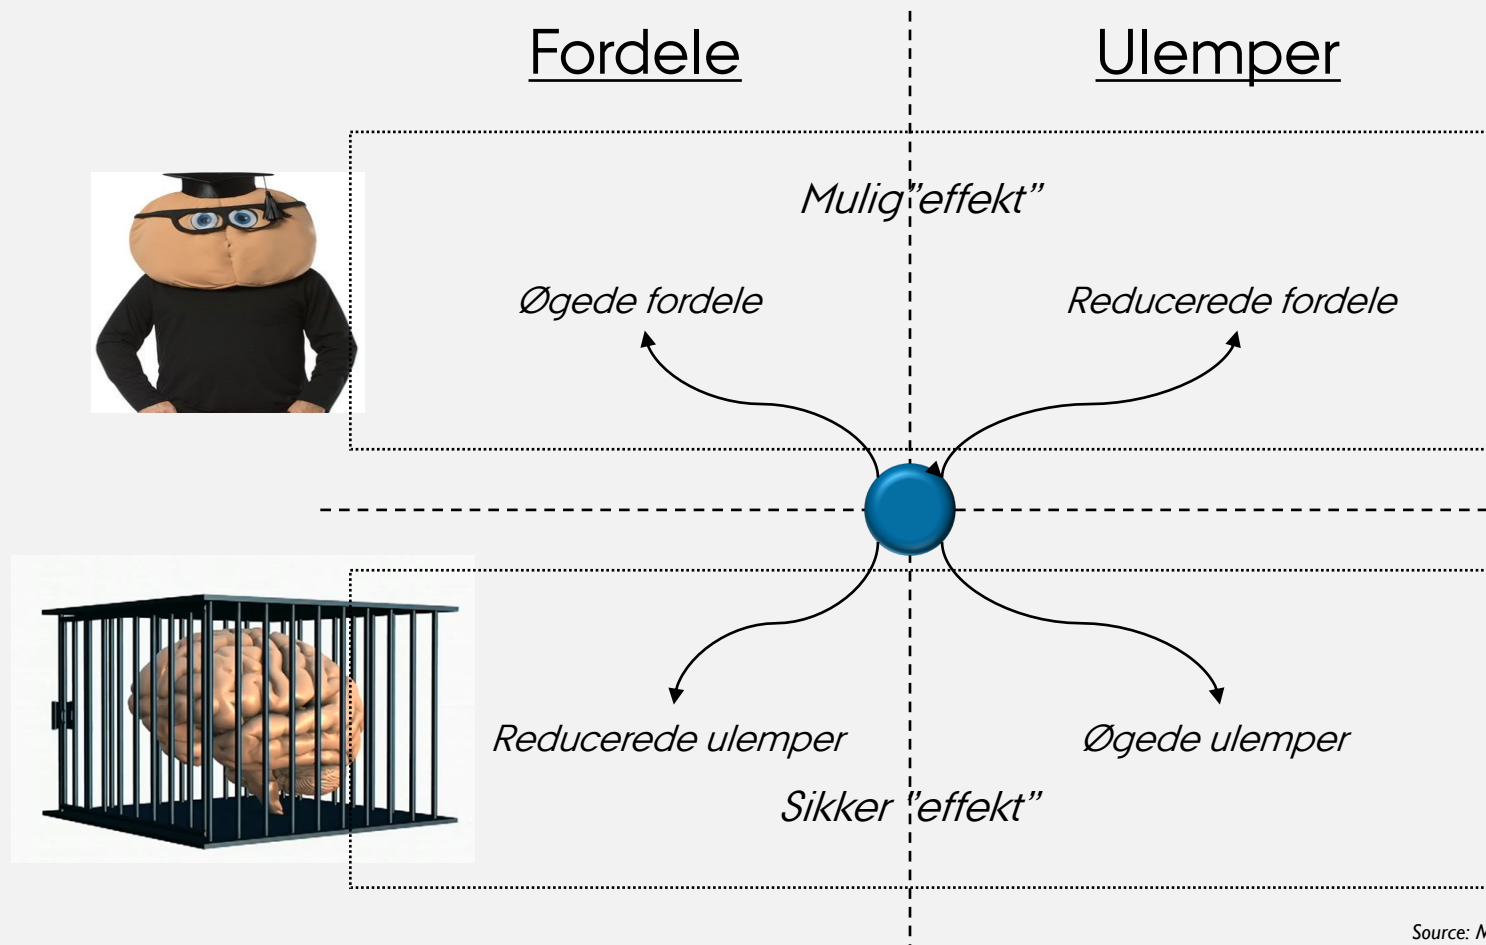 Fordele
Ulemper
Mulig”effekt”
Øgede fordele
Reducerede fordele
Reducerede ulemper
Øgede ulemper
Sikker ”effekt”
Source: M